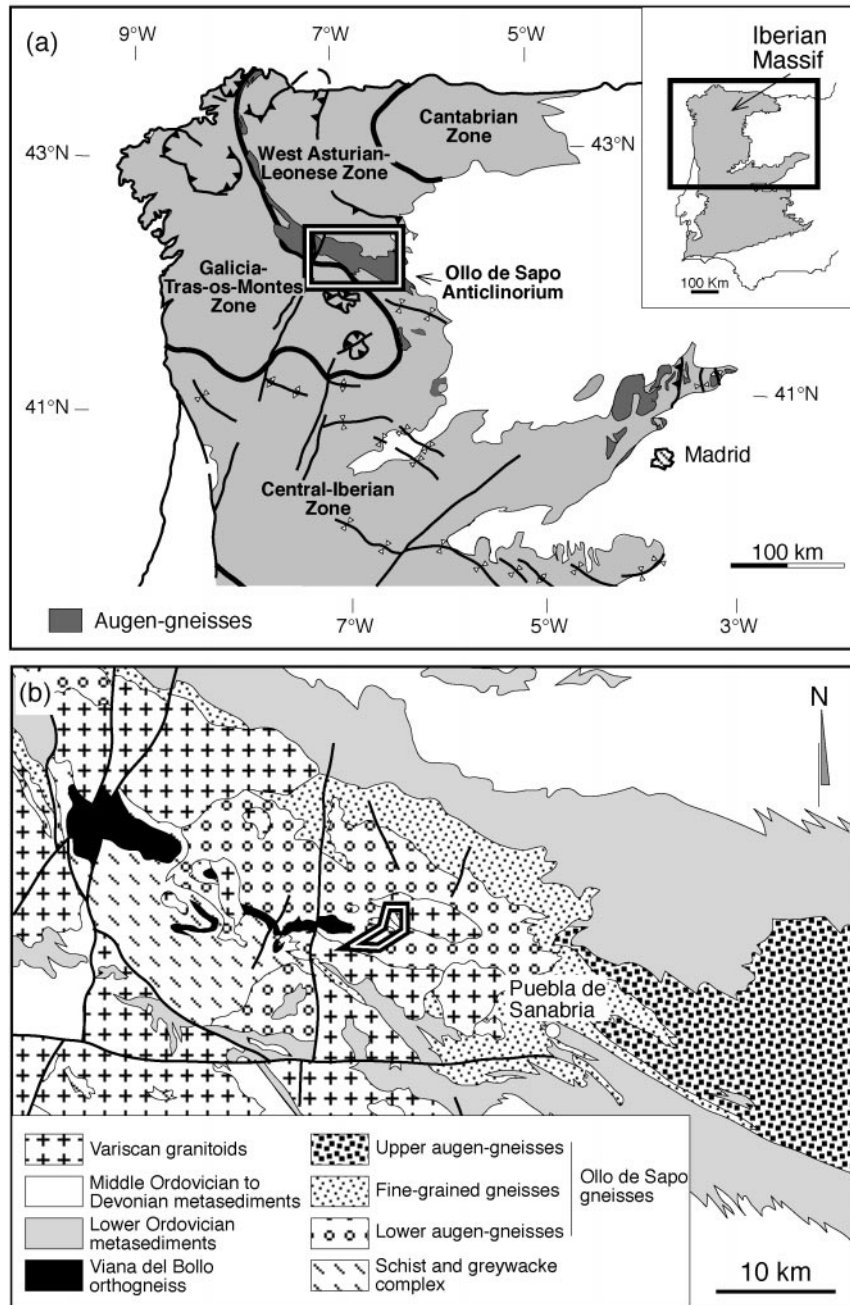 (a)
9°W
7°W
5°W
Iberian
Massif
100 Km
Cantabrian
Zone
43°N
43°N
West Asturian-
Leonese Zone
Galicia-
Tras-os-Montes
Zone
Ollo de Sapo
Anticlinorium
41°N
41°N
Madrid
Central-Iberian
Zone
100 km
Augen-gneisses
7°W
5°W
3°W
(b)
N
Puebla de
Sanabria
Variscan granitoids
Middle Ordovician to
Devonian metasediments
Lower Ordovician
metasediments
Viana del Bollo
orthogneiss
Upper augen-gneisses
Fine-grained gneisses
Lower augen-gneisses
Ollo de Sapo
gneisses
Schist and greywacke
complex
10 km